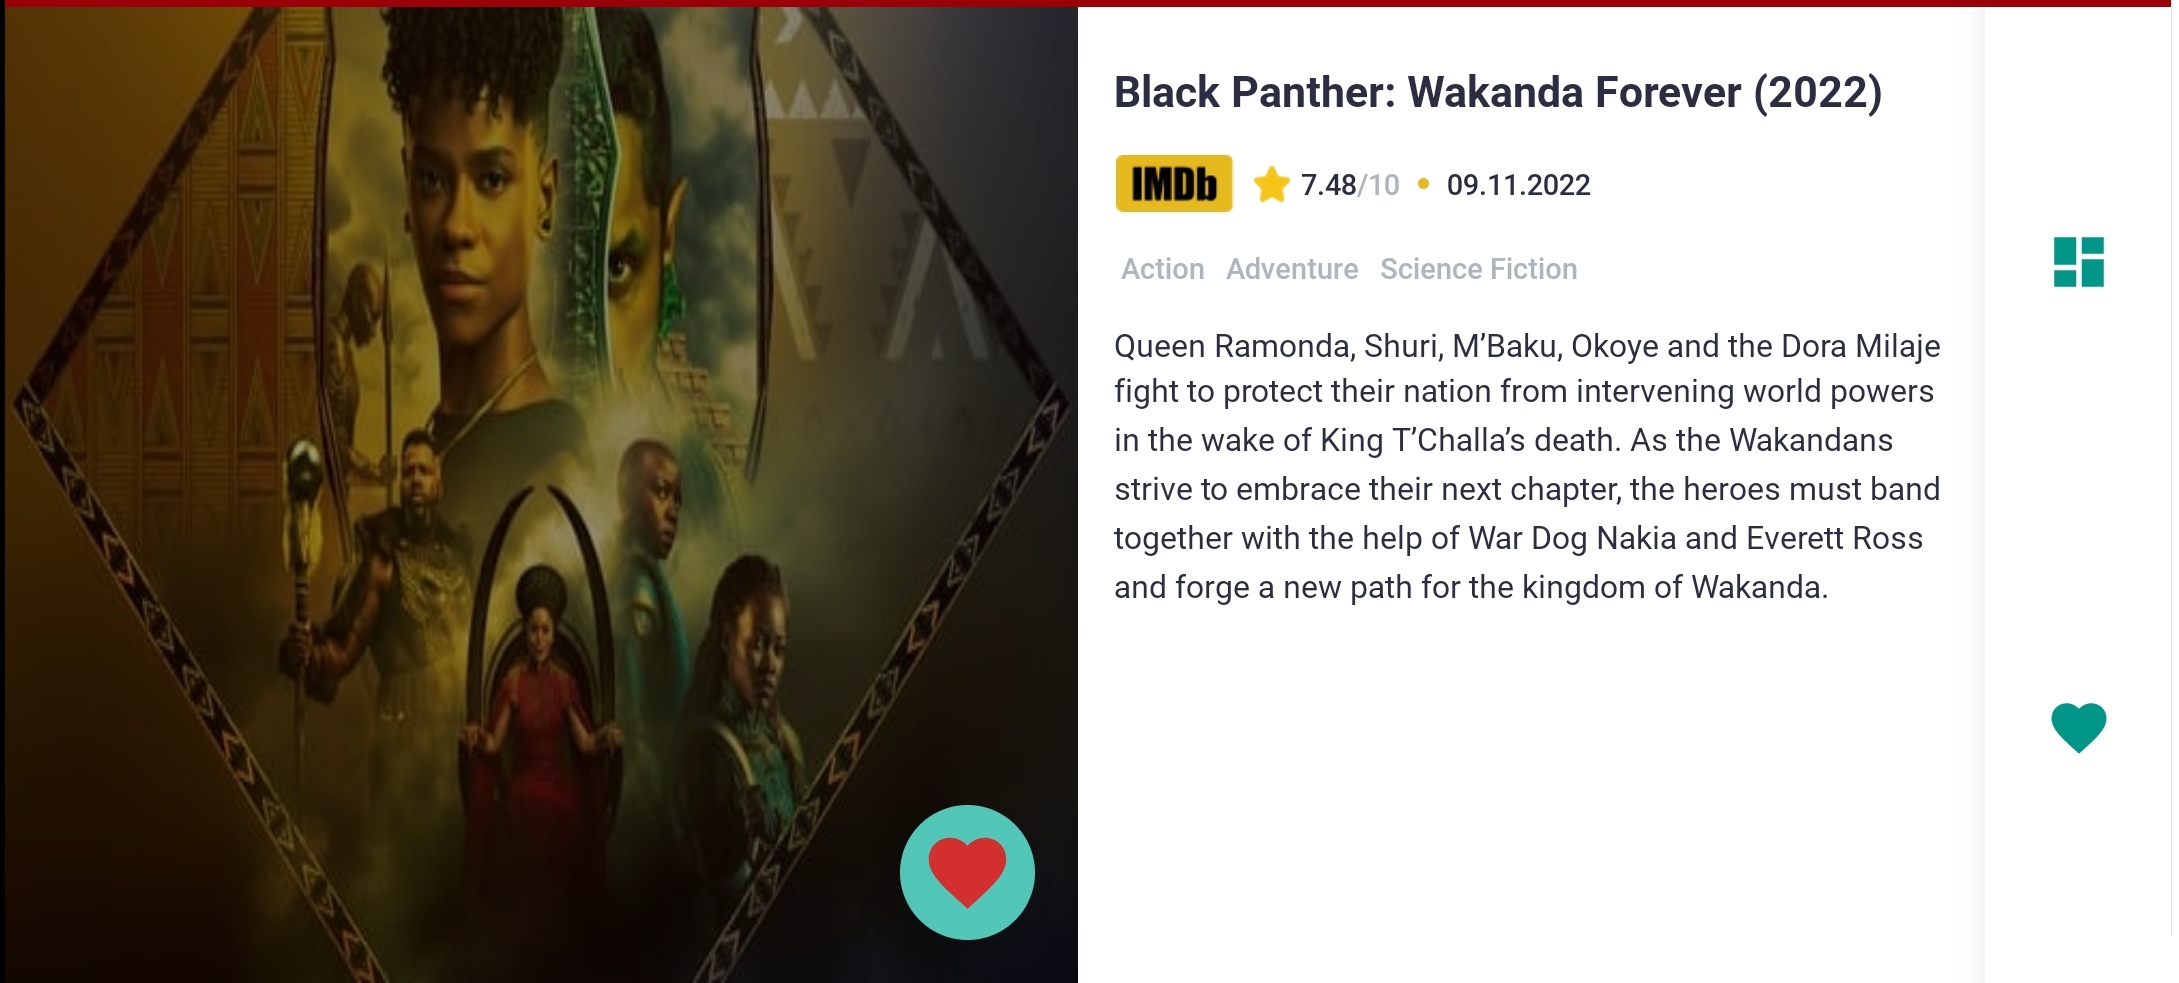 Black Panther: Wakanda Forever (2022)
IMDb 7.48/10 • 09.11.2022
Action Adventure Science Fiction
Queen Ramonda, Shuri, M’Baku, Okoye and the Dora Milaje
fight to protect their nation from intervening world powers
in the wake of King T’Challa’s death. As the Wakandans
strive to embrace their next chapter, the heroes must band
together with the help of War Dog Nakia and Everett Ross
and forge a new path for the kingdom of Wakanda.